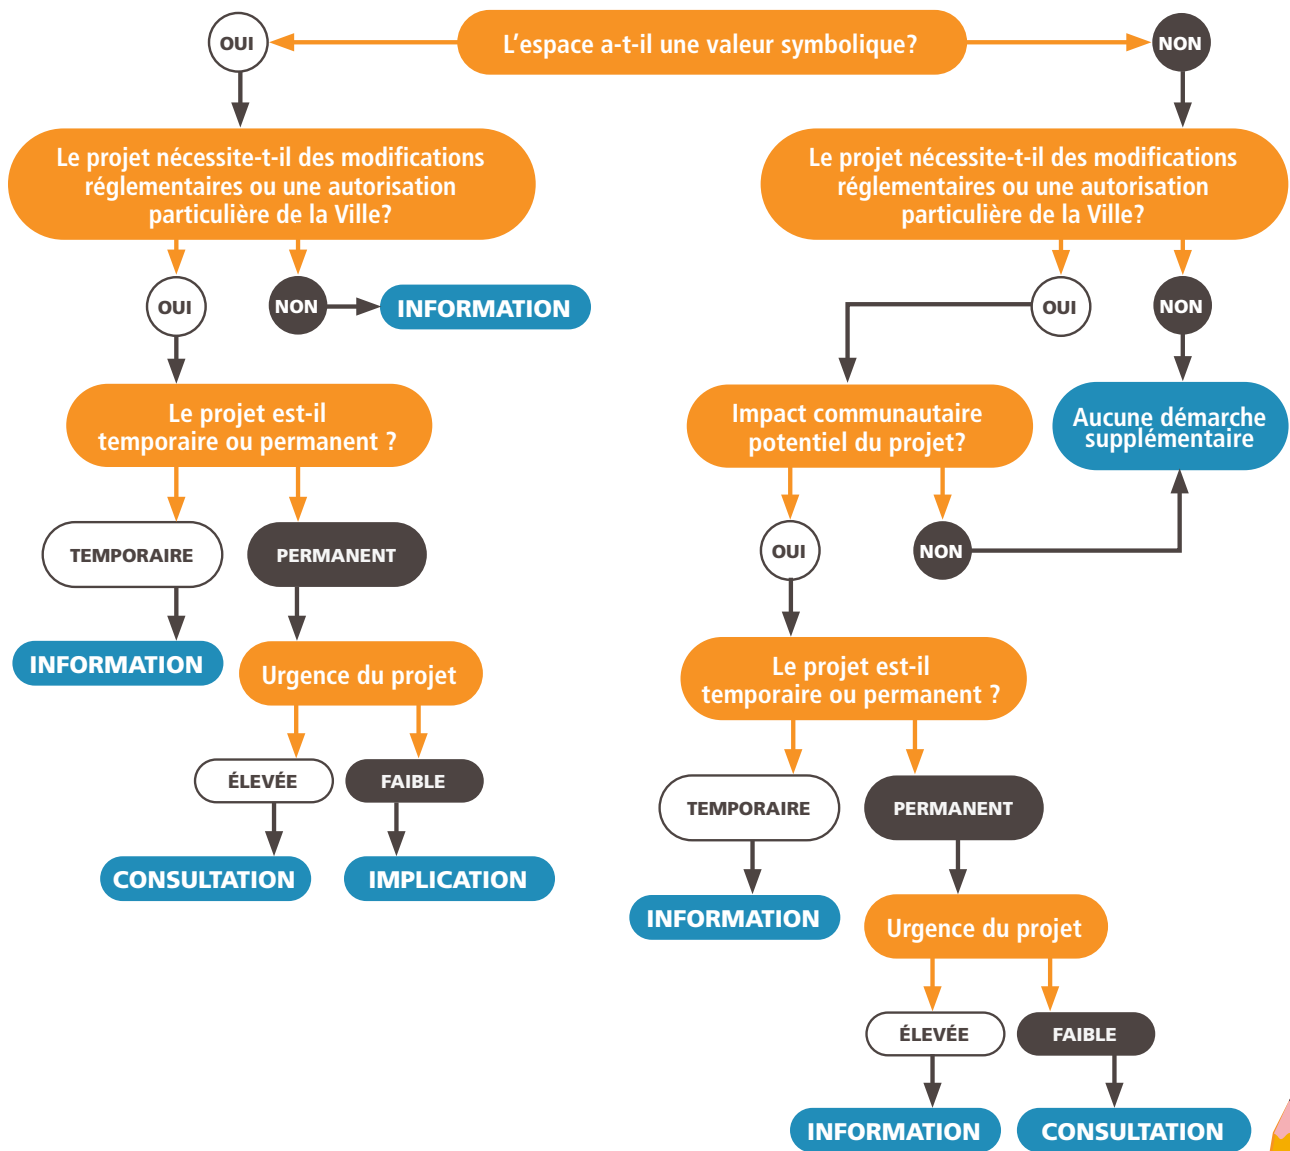 L'espace a-t-il une valeur symbolique?
OUI
NON
Le projet nécessite-t-il des modifications
réglementaires ou une autorisation
particulière de la Ville?
OUI
NON
INFORMATION
Le projet est-il
temporaire ou permanent ?
TEMPORAIRE
PERMANENT
INFORMATION
Urgence du projet
ÉLEVÉE
FAIBLE
CONSULTATION
IMPLICATION
Le projet nécessite-t-il des modifications
réglementaires ou une autorisation
particulière de la Ville?
OUI
NON
Impact communautaire
potentiel du projet?
Aucune démarche
supplémentaire
OUI
NON
Le projet est-il
temporaire ou permanent ?
TEMPORAIRE
PERMANENT
INFORMATION
Urgence du projet
ÉLEVÉE
FAIBLE
INFORMATION
CONSULTATION